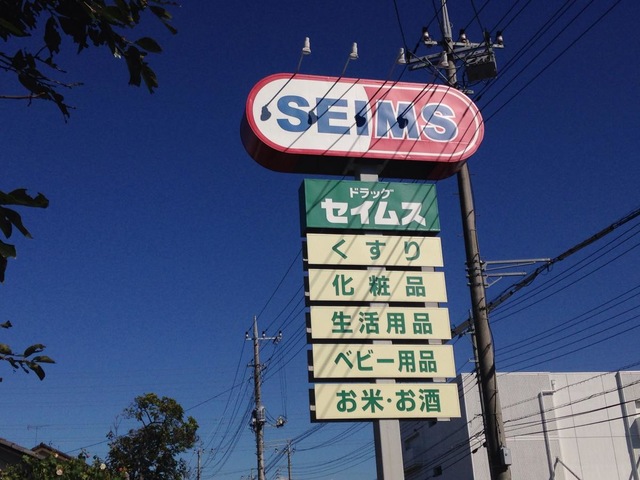 SEIMS
ドラッグ
セイムス
くすり
化粧品
生活用品
ベビー用品
お米・お酒